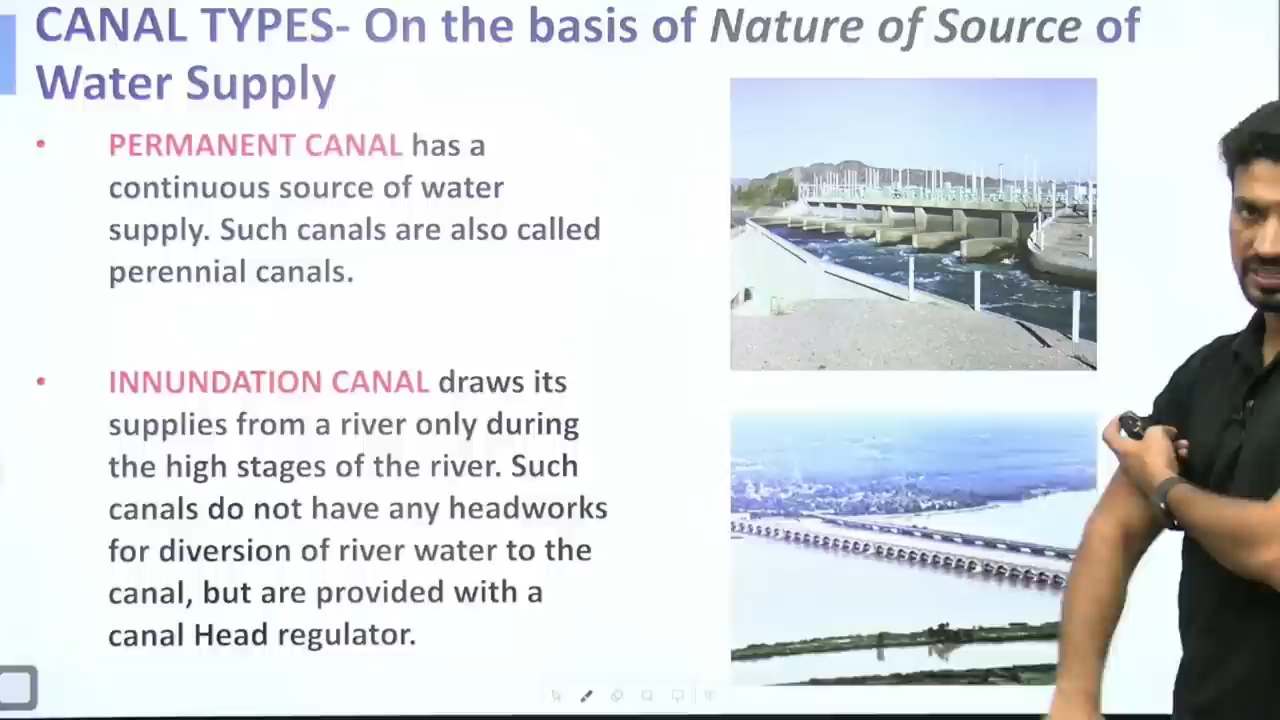 CANAL TYPES- On the basis of Nature of Source of
Water Supply
• PERMANENT CANAL has a
continuous source of water
supply. Such canals are also called
perennial canals.
• INNUNDATION CANAL draws its
supplies from a river only during
the high stages of the river. Such
canals do not have any headworks
for diversion of river water to the
canal, but are provided with a
canal Head regulator.